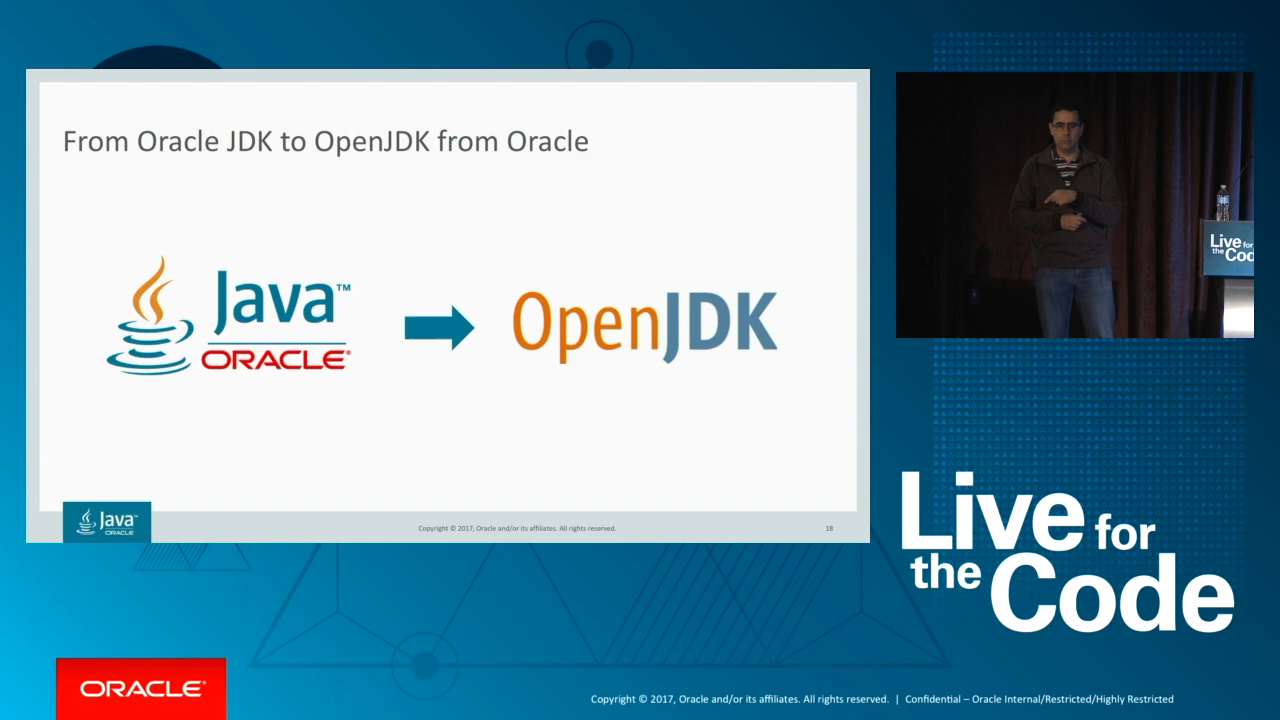 From Oracle JDK to OpenJDK from Oracle
Java™
ORACLE®
OpenJDK
Java™
ORACLE
Copyright © 2017, Oracle and/or its affiliates. All rights reserved.
18
Live for
the Cod
Live for
the Code
ORACLE®
Copyright © 2017, Oracle and/or its affiliates. All rights reserved. | Confidential – Oracle Internal/Restricted/Highly Restricted